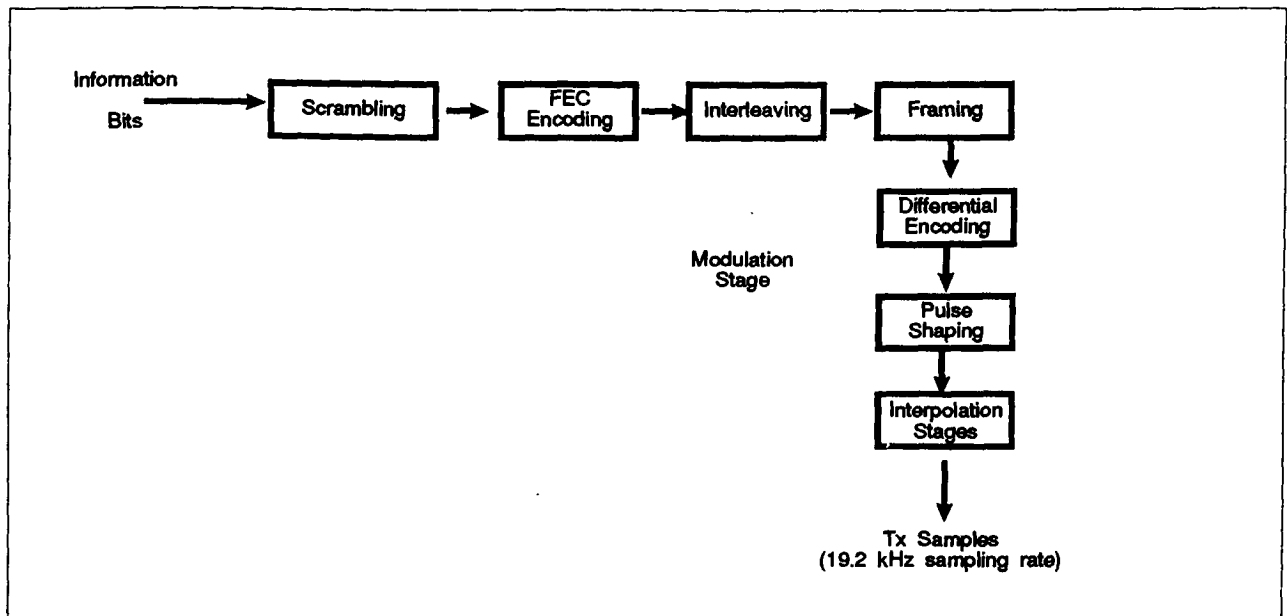 Information
Bits
Scrambling
FEC
Encoding
Interleaving
Framing
Differential
Encoding
Modulation
Stage
Pulse
Shaping
Interpolation
Stages
Tx Samples
(19.2 kHz sampling rate)